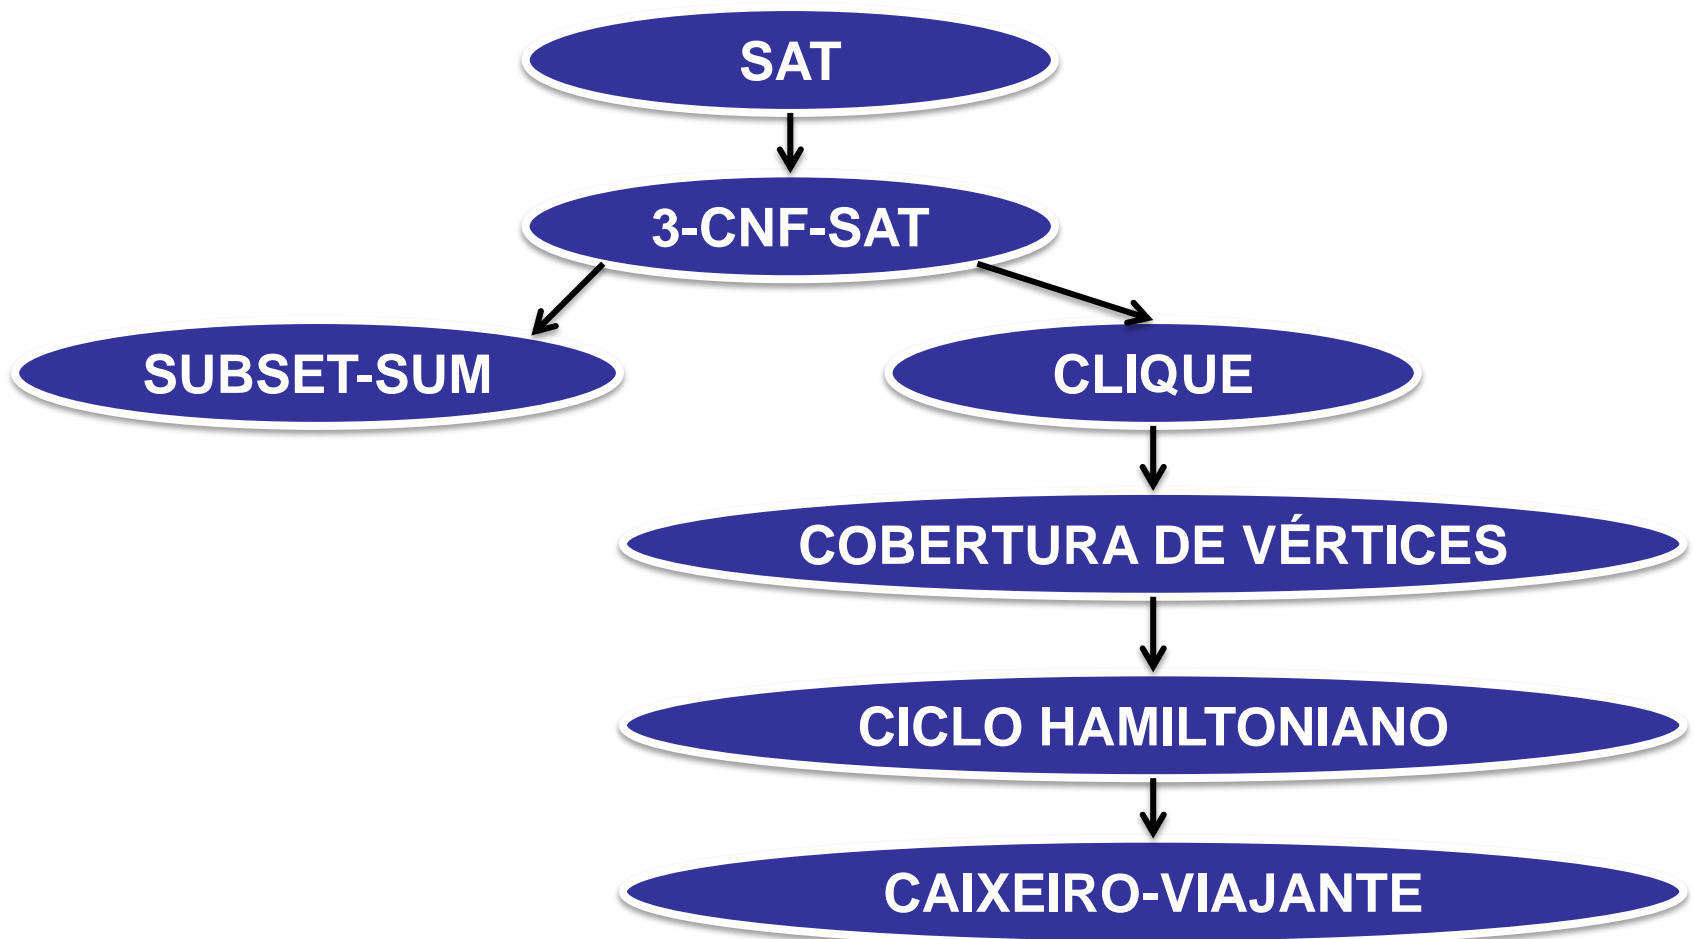 SAT
3-CNF-SAT
SUBSET-SUM
CLIQUE
COBERTURA DE VÉRTICES
CICLO HAMILTONIANO
CAIXEIRO-VIAJANTE